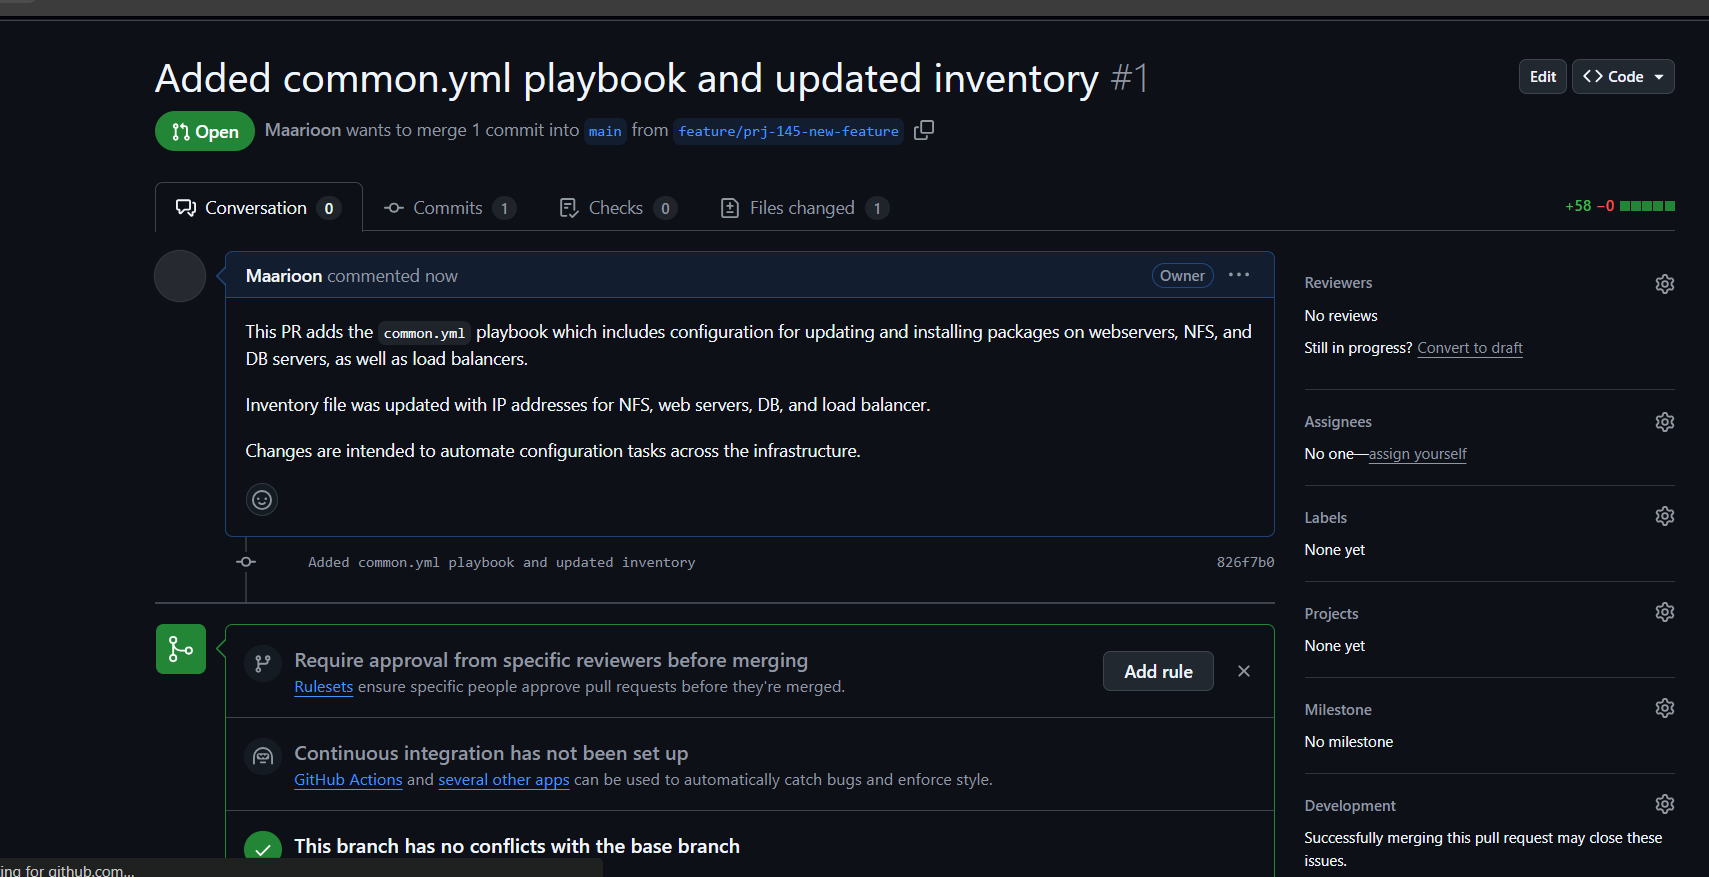 Added common.yml playbook and updated inventory #1
Edit
Code
Open
Maarioon wants to merge 1 commit into main from feature/prj-145-new-feature
Conversation 0
Commits 1
Checks 0
Files changed 1
+58 −0
Maarioon commented now
Owner
This PR adds the common.yml playbook which includes configuration for updating and installing packages on webservers, NFS, and
DB servers, as well as load balancers.
Inventory file was updated with IP addresses for NFS, web servers, DB, and load balancer.
Changes are intended to automate configuration tasks across the infrastructure.
Added common.yml playbook and updated inventory
826f7b0
Require approval from specific reviewers before merging
Rulesets ensure specific people approve pull requests before they're merged.
Add rule
Continuous integration has not been set up
GitHub Actions and several other apps can be used to automatically catch bugs and enforce style.
This branch has no conflicts with the base branch
Reviewers
No reviews
Still in progress? Convert to draft
Assignees
No one—assign yourself
Labels
None yet
Projects
None yet
Milestone
No milestone
Development
Successfully merging this pull request may close these
issues.
ing for github.com...